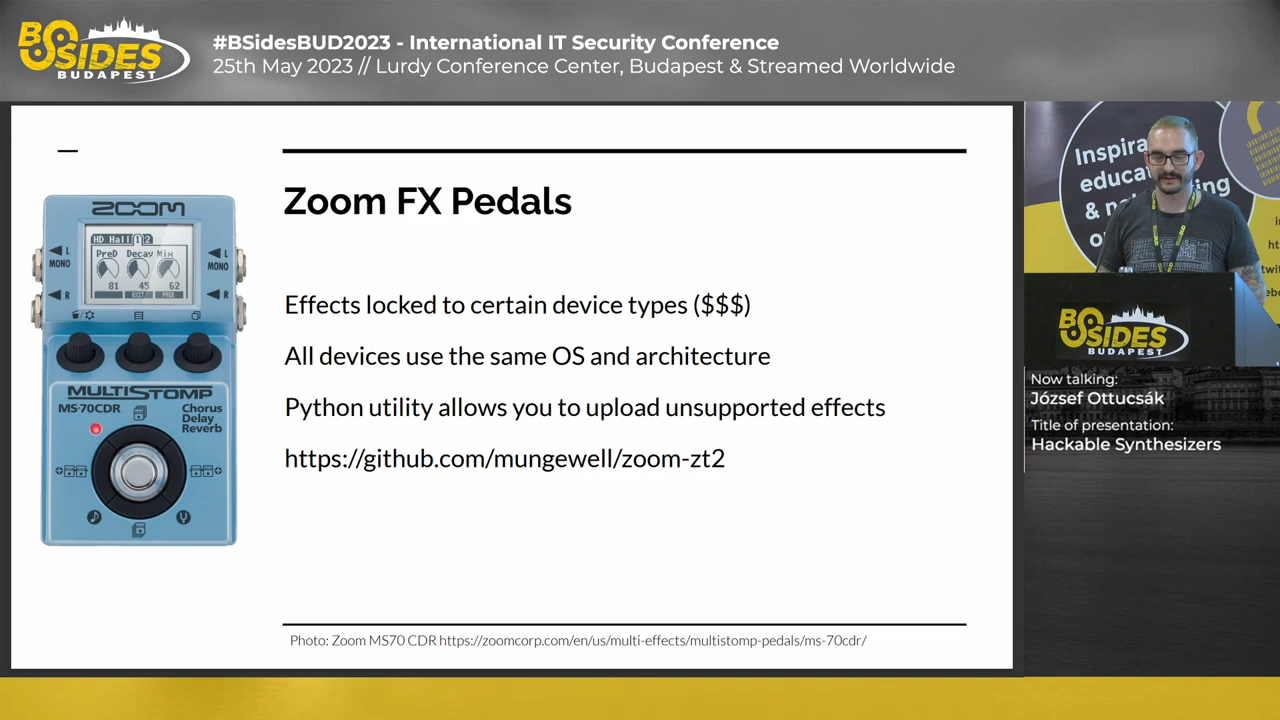 BSIDES
BUDAPEST
#BSidesBUD2023 - International IT Security Conference
25th May 2023 // Lurdy Conference Center, Budapest & Streamed Worldwide
Zoom FX Pedals
Effects locked to certain device types ($$$)
All devices use the same OS and architecture
Python utility allows you to upload unsupported effects
https://github.com/mungewell/zoom-zt2
Photo: Zoom MS70 CDR https://zoomcorp.com/en/us/multi-effects/multistomp-pedals/ms-70cdr/
ZOOM
HD Hall 1 2
PreD Decay Mix
81 45 62
EXIT
L
MONO
R
L
MONO
R
MULTISTOMP
MS-70CDR
Chorus
Delay
Reverb
& n
BSIDES
BUDAPEST
Now talking:
József Ottucsák
Title of presentation:
Hackable Synthesizers